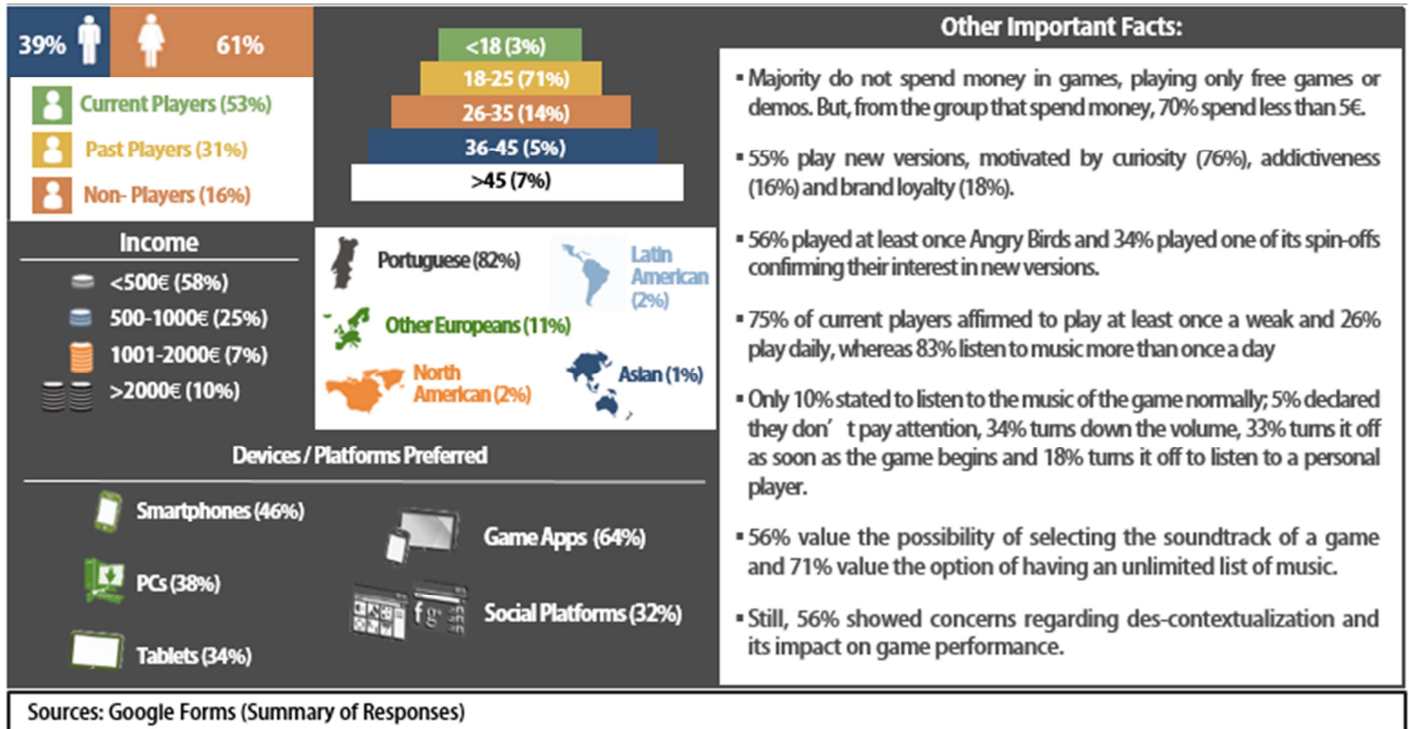 39%
61%
Current Players (53%)
Past Players (31%)
Non- Players (16%)
<18 (3%)
18-25 (71%)
26-35 (14%)
36-45 (5%)
>45 (7%)
Income
<500€ (58%)
500-1000€ (25%)
1001-2000€ (7%)
>2000€ (10%)
Portuguese (82%)
Latin
American
(2%)
Other Europeans (11%)
North
American (2%)
Asian (1%)
Devices / Platforms Preferred
Smartphones (46%)
PCs (38%)
Tablets (34%)
Game Apps (64%)
f g+
Social Platforms (32%)
Other Important Facts:
▪ Majority do not spend money in games, playing only free games or
demos. But, from the group that spend money, 70% spend less than 5€.
▪ 55% play new versions, motivated by curiosity (76%), addictiveness
(16%) and brand loyalty (18%).
▪ 56% played at least once Angry Birds and 34% played one of its spin-offs
confirming their interest in new versions.
▪ 75% of current players affirmed to play at least once a weak and 26%
play daily, whereas 83% listen to music more than once a day
▪ Only 10% stated to listen to the music of the game normally; 5% declared
they don' t pay attention, 34% turns down the volume, 33% turns it off
as soon as the game begins and 18% turns it off to listen to a personal
player.
▪ 56% value the possibility of selecting the soundtrack of a game
and 71% value the option of having an unlimited list of music.
▪ Still, 56% showed concerns regarding des-contextualization and
its impact on game performance.
Sources: Google Forms (Summary of Responses)